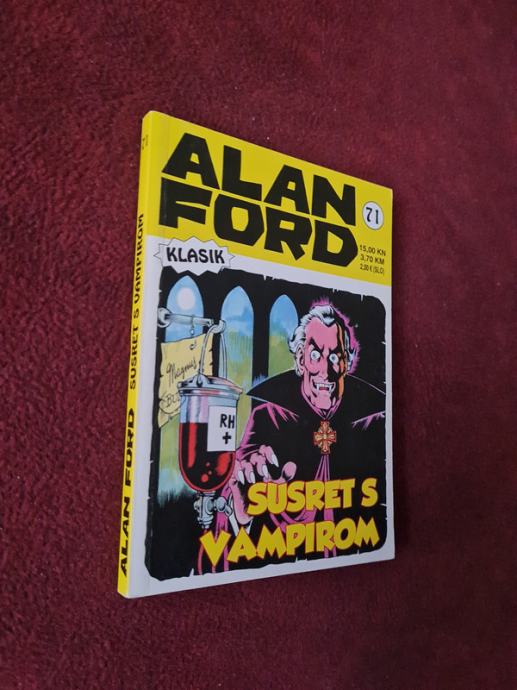 ALAN
FORD
71
15,00 KN
3,70 KM
2,00 € (SLO)
KLASIK
Magnus
RH
+
SUSRET S
VAMPIROM
ALAN FORD SUSRET S VAMPIROM 71